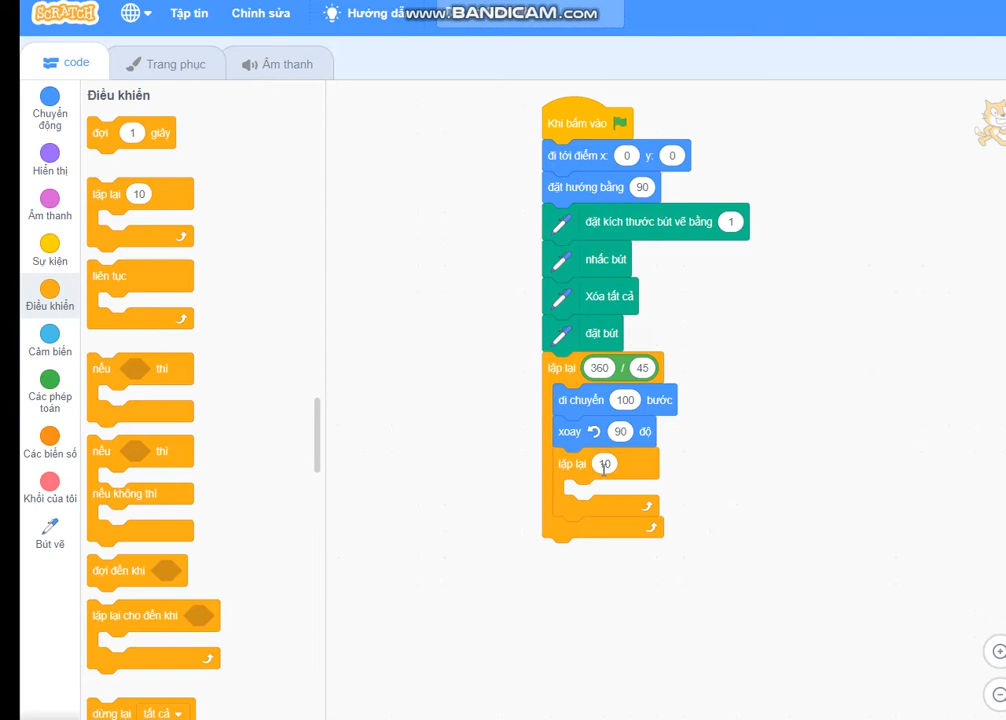 SCRATCH
Tập tin
Chỉnh sửa
Hướng dẫ
www.BANDICAM.com
code
Trang phục
Âm thanh
Chuyển động
Hiển thị
Âm thanh
Sự kiện
Điều khiển
Cảm biến
Các phép toán
Các biến số
Khối của tôi
Bút vẽ
Điều khiển
đợi 1 giây
lặp lại 10
liên tục
nếu thì
nếu thì
nếu không thì
đợi đến khi
lặp lại cho đến khi
dừng lại tất cả
Khi bấm vào
đi tới điểm x: 0 y: 0
đặt hướng bằng 90
đặt kích thước bút vẽ bằng 1
nhấc bút
Xóa tất cả
đặt bút
lặp lại 360 / 45
di chuyển 100 bước
xoay 90 độ
lặp lại 10